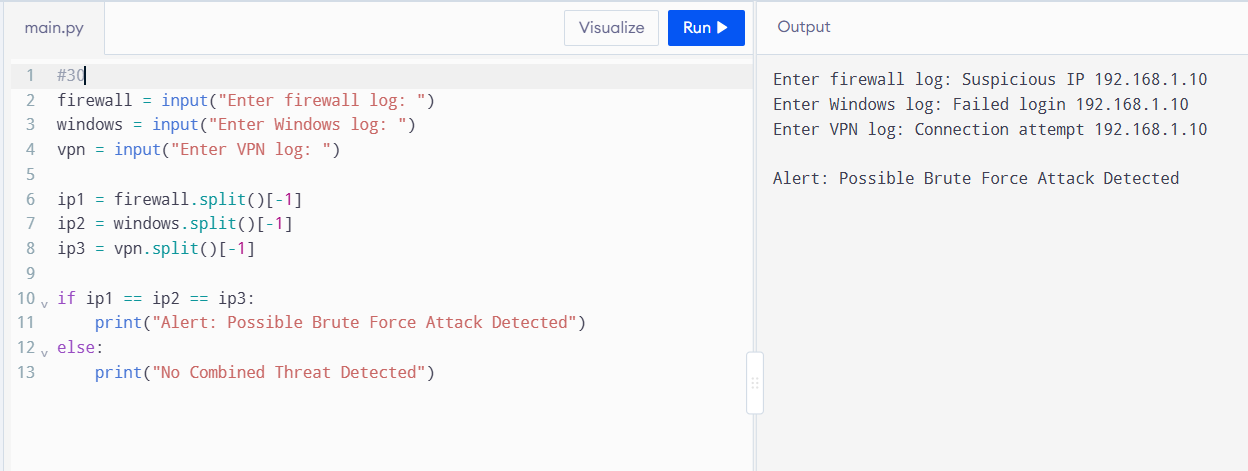 main.py
Visualize
Run
Output
1 #30
2 firewall = input("Enter firewall log: ")
3 windows = input("Enter Windows log: ")
4 vpn = input("Enter VPN log: ")
5
6 ip1 = firewall.split()[-1]
7 ip2 = windows.split()[-1]
8 ip3 = vpn.split()[-1]
9
10 if ip1 == ip2 == ip3:
11     print("Alert: Possible Brute Force Attack Detected")
12 else:
13     print("No Combined Threat Detected")
Enter firewall log: Suspicious IP 192.168.1.10
Enter Windows log: Failed login 192.168.1.10
Enter VPN log: Connection attempt 192.168.1.10
Alert: Possible Brute Force Attack Detected